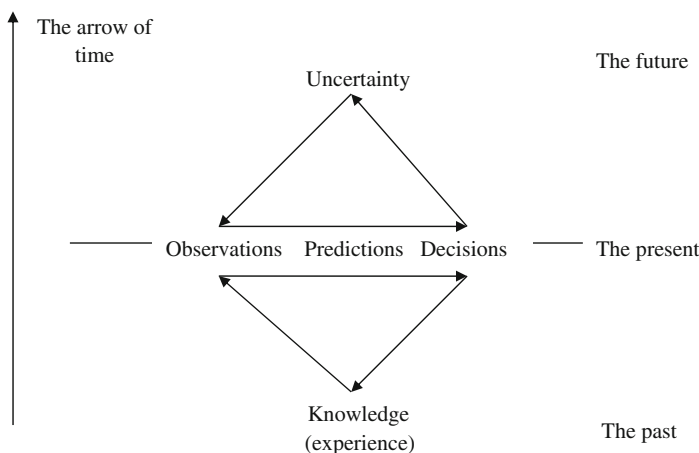 The arrow of
time
The future
Uncertainty
Observations Predictions Decisions
The present
Knowledge
(experience)
The past